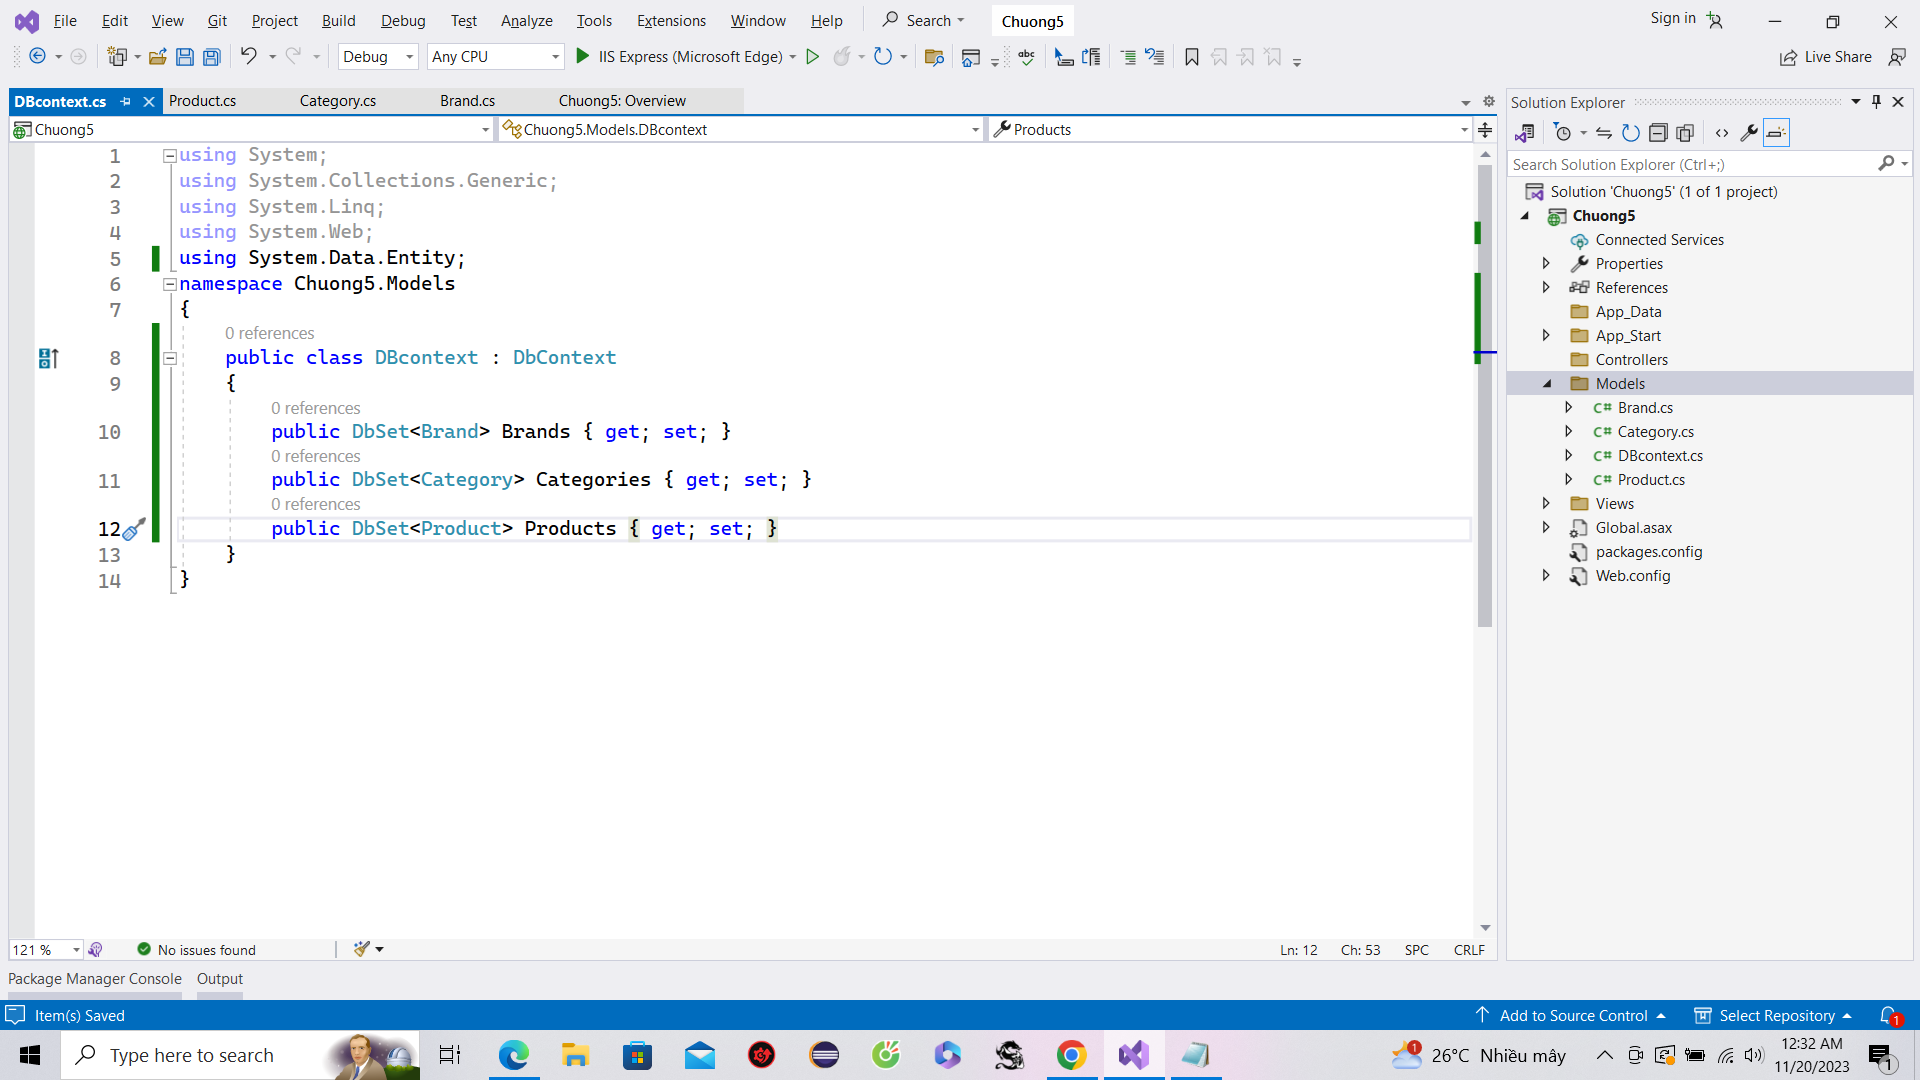 File Edit View Git Project Build Debug Test Analyze Tools Extensions Window Help Search Chuong5 Sign in
Debug Any CPU IIS Express (Microsoft Edge) abc Live Share
DBcontext.cs Product.cs Category.cs Brand.cs Chuong5: Overview
Chuong5 Chuong5.Models.DBcontext Products
1 using System;
2 using System.Collections.Generic;
3 using System.Linq;
4 using System.Web;
5 using System.Data.Entity;
6 namespace Chuong5.Models
7 {
0 references
8 public class DBcontext : DbContext
9 {
0 references
10 public DbSet<Brand> Brands { get; set; }
0 references
11 public DbSet<Category> Categories { get; set; }
0 references
12 public DbSet<Product> Products { get; set; }
13 }
14 }
121 % No issues found Ln: 12 Ch: 53 SPC CRLF
Solution Explorer
Search Solution Explorer (Ctrl+;)
Solution 'Chuong5' (1 of 1 project)
Chuong5
Connected Services
Properties
References
App_Data
App_Start
Controllers
Models
C# Brand.cs
C# Category.cs
C# DBcontext.cs
C# Product.cs
Views
Global.asax
packages.config
Web.config
Package Manager Console Output
Item(s) Saved Add to Source Control Select Repository 1
Type here to search 1 26°C Nhiều mây 12:32 AM
11/20/2023 1